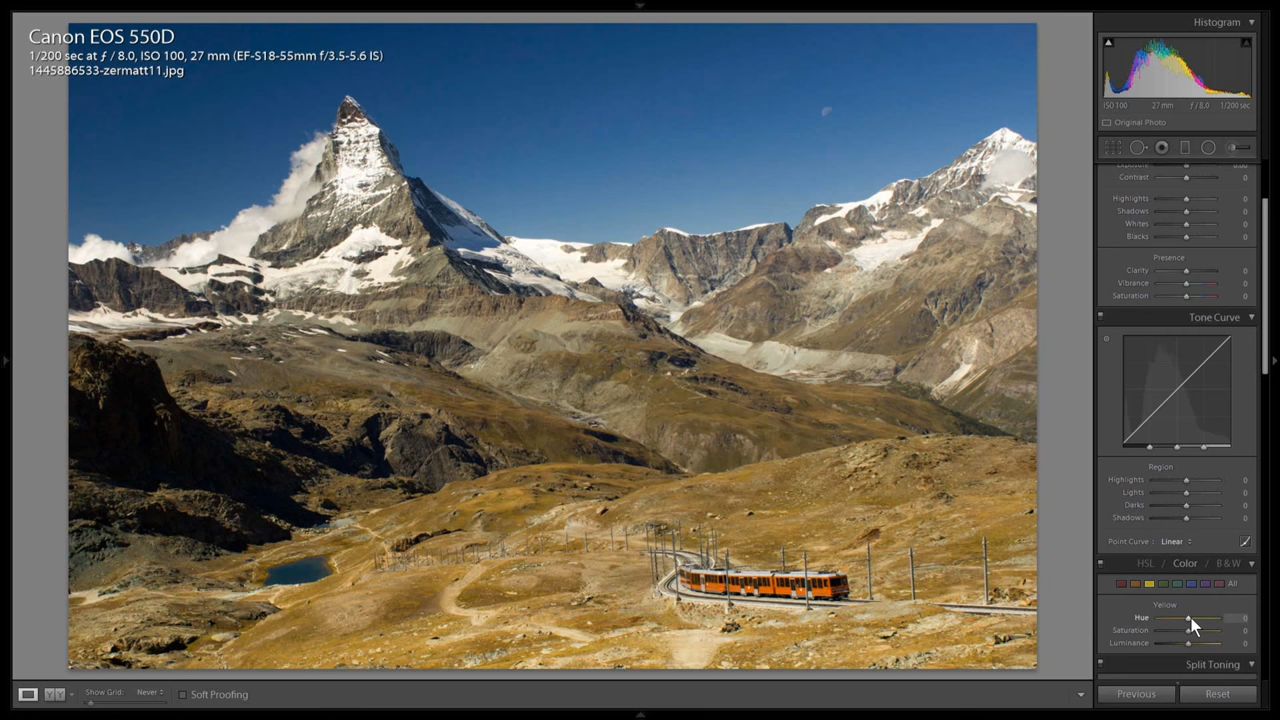 Canon EOS 550D
1/200 sec at ƒ / 8.0, ISO 100, 27 mm (EF-S18-55mm f/3.5-5.6 IS)
1445886533-zermatt11.jpg
Histogram
ISO 100 27 mm ƒ / 8.0 1/200 sec
Original Photo
Exposure 0.00
Contrast 0
Highlights 0
Shadows 0
Whites 0
Blacks 0
Presence
Clarity 0
Vibrance 0
Saturation 0
Tone Curve
Region
Highlights 0
Lights 0
Darks 0
Shadows 0
Point Curve : Linear
HSL / Color / B & W
All
Yellow
Hue 0
Saturation 0
Luminance 0
Split Toning
Previous Reset
Show Grid: Never
Soft Proofing